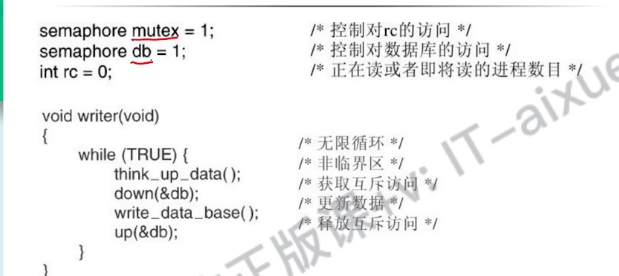 semaphore mutex = 1; /* 控制对rc的访问 */
semaphore db = 1; /* 控制对数据库的访问 */
int rc = 0; /* 正在读或者即将读的进程数目 */
void writer(void)
{
while (TRUE) { /* 无限循环 */
think_up_data( ); /* 非临界区 */
down(&db); /* 获取互斥访问 */
write_data_base( ); /* 更新数据 */
up(&db); /* 释放互斥访问 */
}
}
正版课+v: IT-aixue